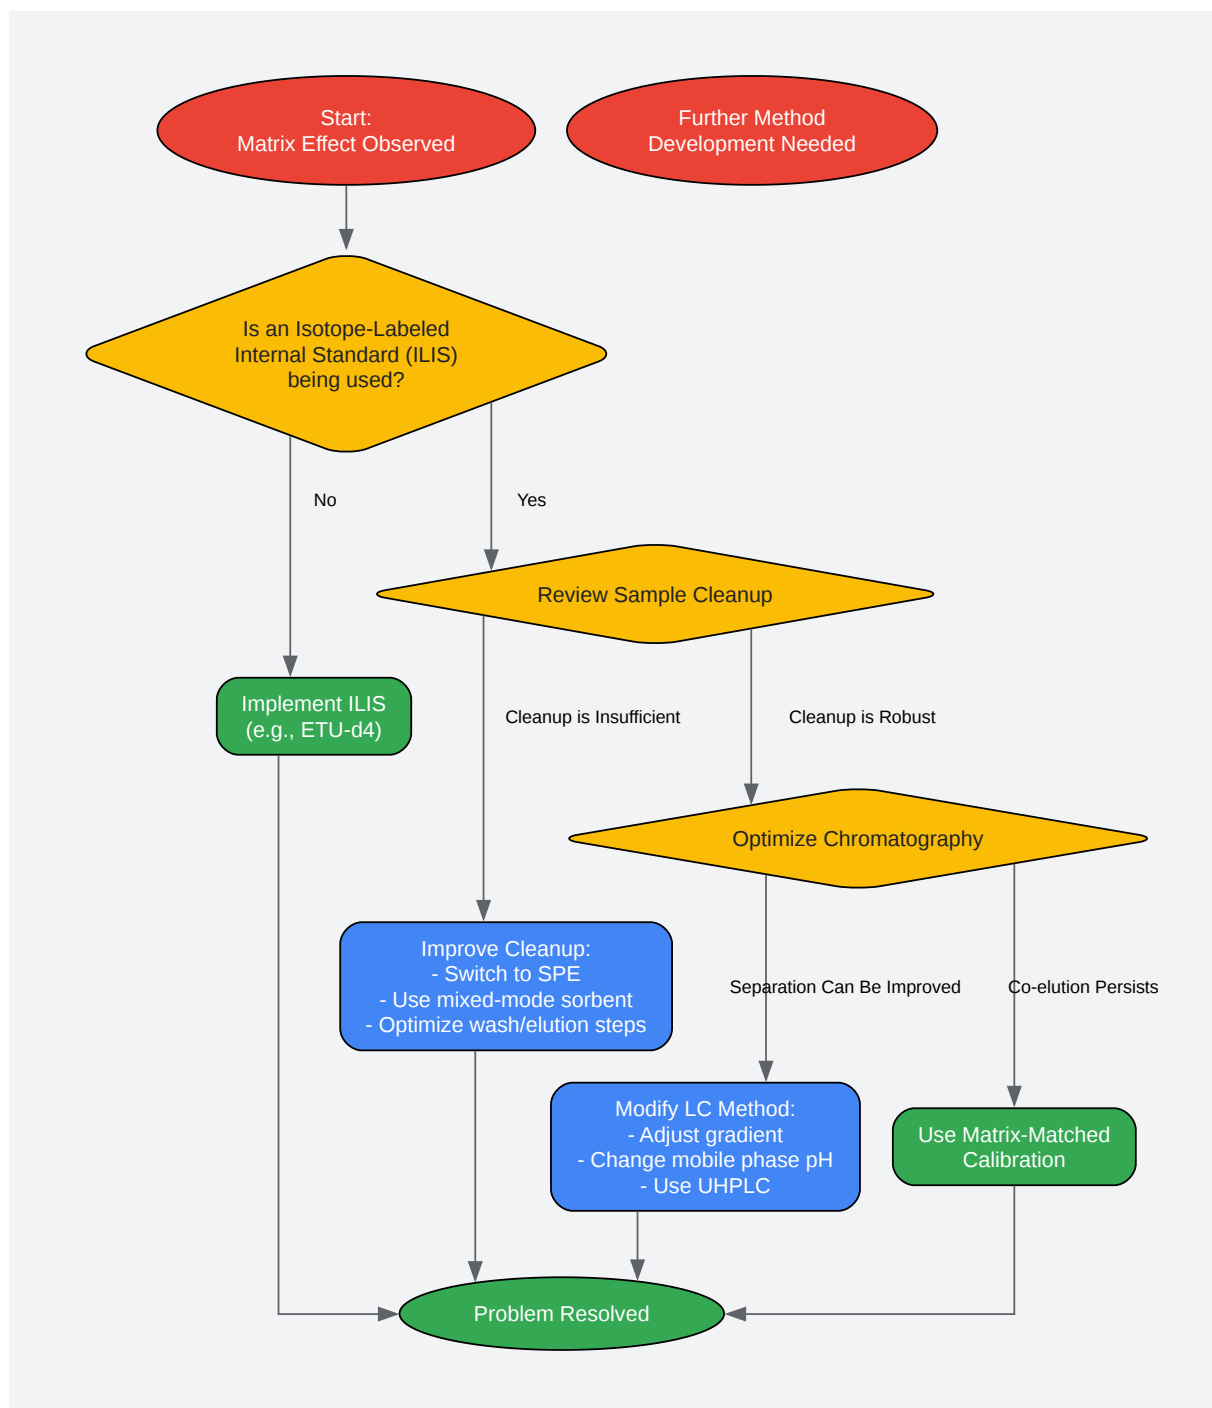 Start:
Matrix Effect Observed
Further Method
Development Needed
Is an Isotope-Labeled
Internal Standard (ILIS)
being used?
No
Yes
Review Sample Cleanup
Implement ILIS
(e.g., ETU-d4)
Cleanup is Insufficient
Cleanup is Robust
Optimize Chromatography
Improve Cleanup:
- Switch to SPE
- Use mixed-mode sorbent
- Optimize wash/elution steps
Separation Can Be Improved
Co-elution Persists
Modify LC Method:
- Adjust gradient
- Change mobile phase pH
- Use UHPLC
Use Matrix-Matched
Calibration
Problem Resolved